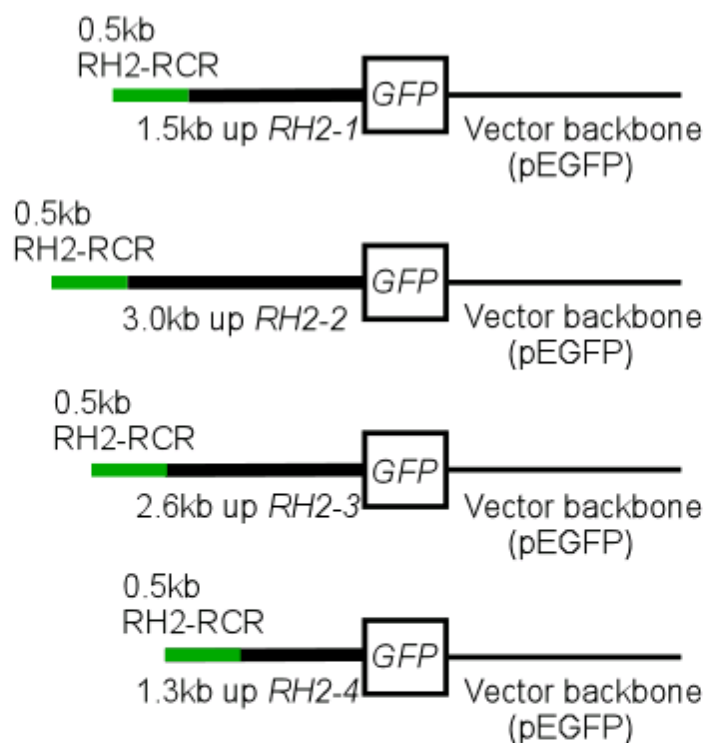 0.5kb
RH2-RCR
GFP
1.5kb up RH2-1
Vector backbone
(pEGFP)
0.5kb
RH2-RCR
GFP
3.0kb up RH2-2
Vector backbone
(pEGFP)
0.5kb
RH2-RCR
GFP
2.6kb up RH2-3
Vector backbone
(pEGFP)
0.5kb
RH2-RCR
GFP
1.3kb up RH2-4
Vector backbone
(pEGFP)